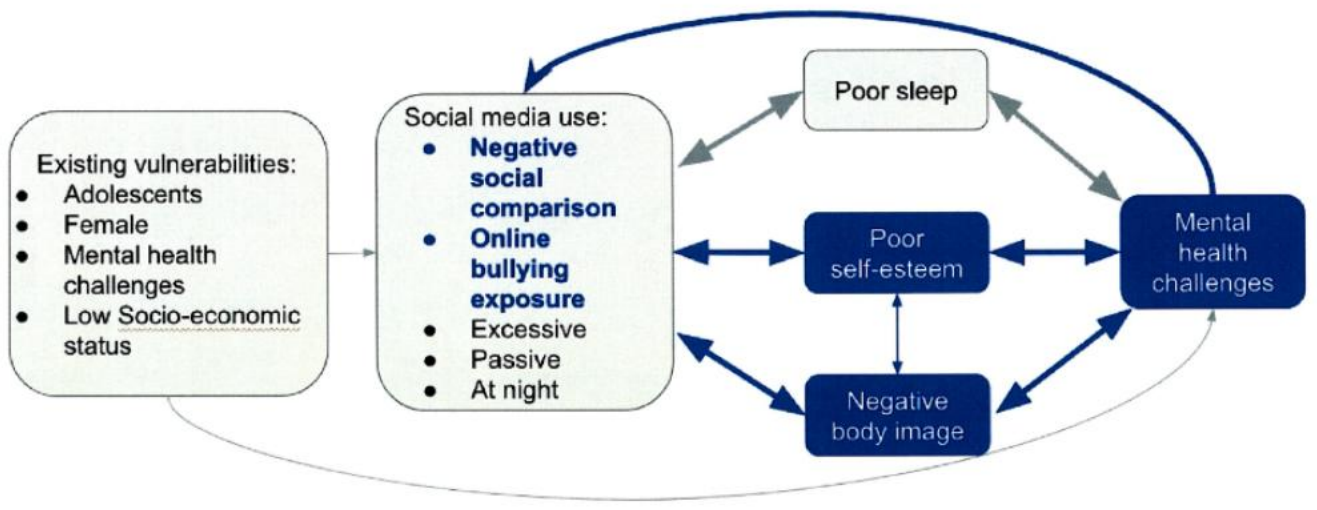 Existing vulnerabilities:
● Adolescents
● Female
● Mental health
challenges
● Low Socio-economic
status
Social media use:
● Negative
social
comparison
● Online
bullying
exposure
● Excessive
● Passive
● At night
Poor sleep
Poor
self-esteem
Negative
body image
Mental
health
challenges